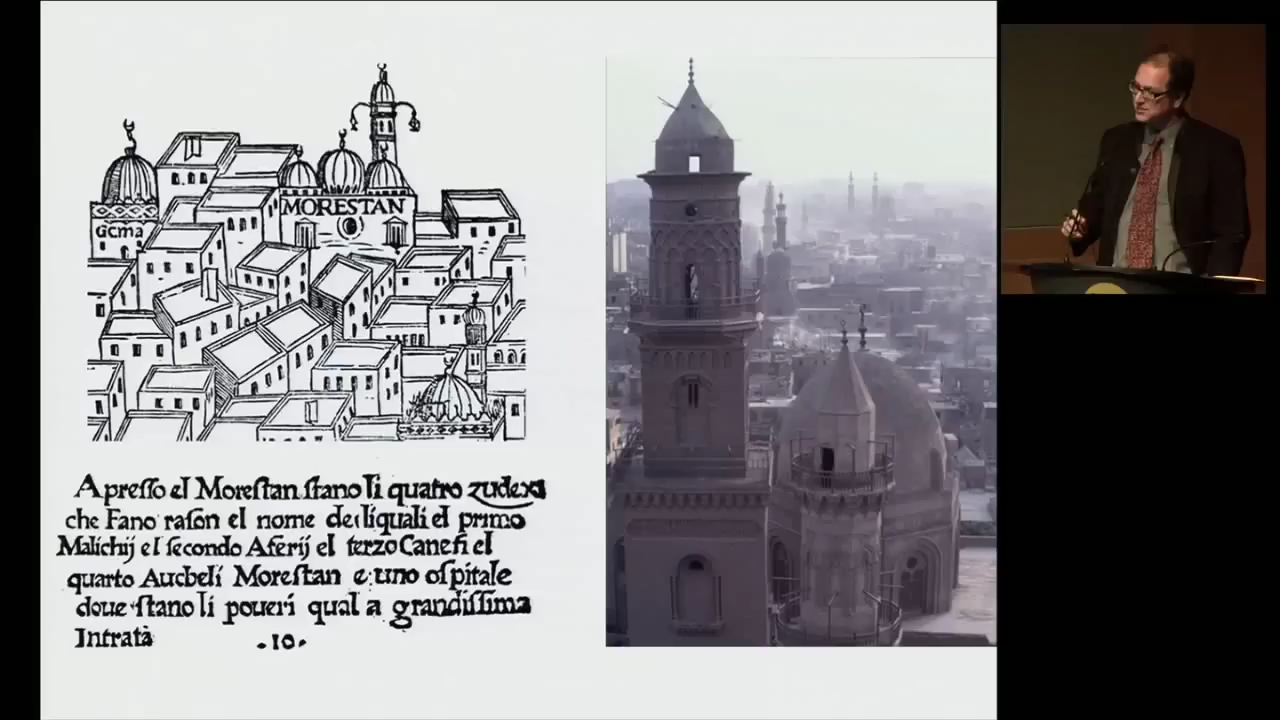 MORESTAN
GCMA
Apresso el Morestan stano li quatro zudexi
che Fano rason el nome de liquali el primo
Malichij el secondo Aferij el terzo Canefi el
quarto Aucbeli Morestan e uno ospitale
doue stano li poueri qual a grandissima
Intrata
.10.